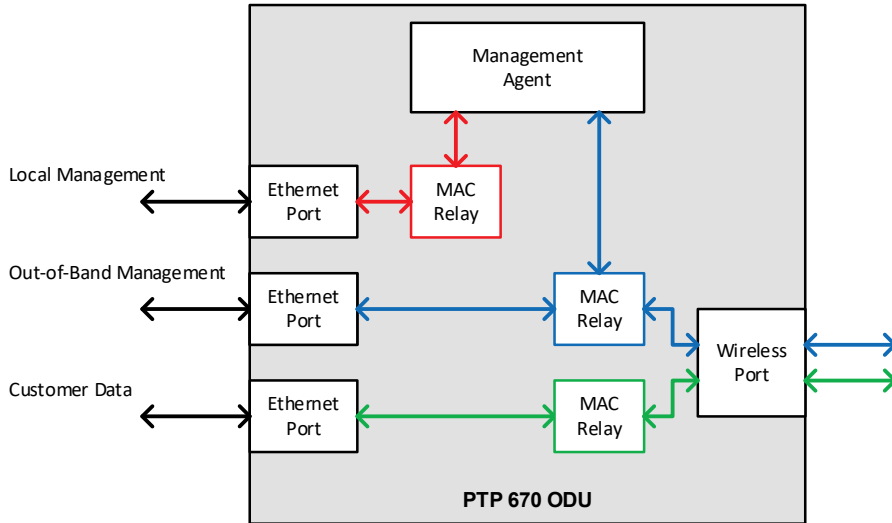 Management
Agent
Local Management
Ethernet
Port
MAC
Relay
Out-of-Band Management
Ethernet
Port
MAC
Relay
Wireless
Port
Customer Data
Ethernet
Port
MAC
Relay
PTP 670 ODU